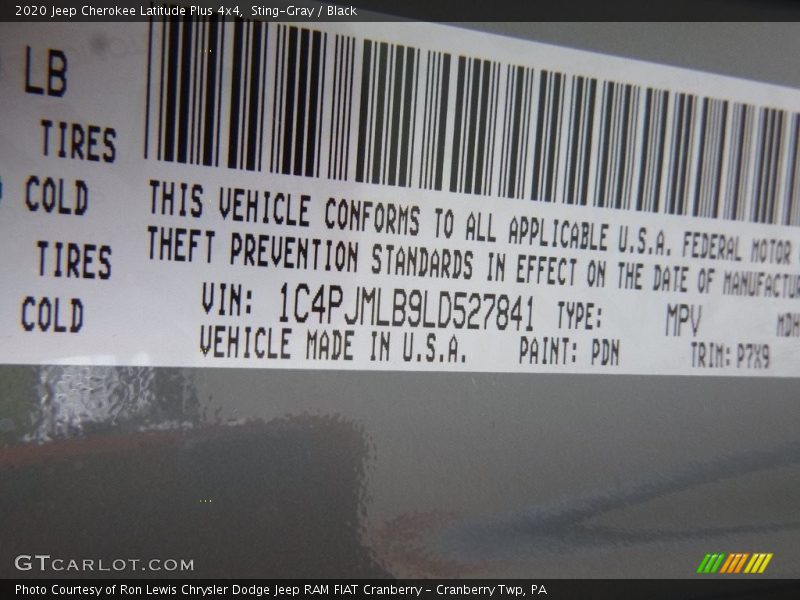 2020 Jeep Cherokee Latitude Plus 4x4, Sting-Gray / Black
LB
TIRES
COLD
TIRES
COLD
THIS VEHICLE CONFORMS TO ALL APPLICABLE U.S.A. FEDERAL MOTOR
THEFT PREVENTION STANDARDS IN EFFECT ON THE DATE OF MANUFACTU
VIN: 1C4PJMLB9LD527841 TYPE: MPV MDH
VEHICLE MADE IN U.S.A. PAINT: PDN TRIM: P7X9
GTCARLOT.COM
Photo Courtesy of Ron Lewis Chrysler Dodge Jeep RAM FIAT Cranberry - Cranberry Twp, PA